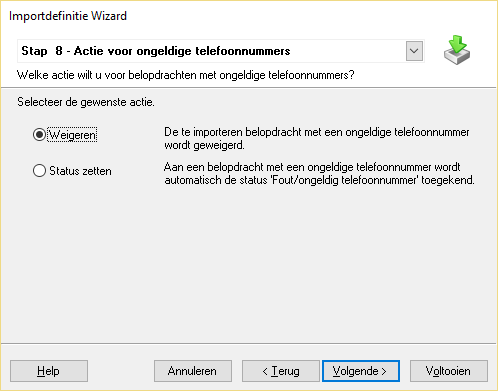 Importdefinitie Wizard
Stap 8 - Actie voor ongeldige telefoonnummers
Welke actie wilt u voor belopdrachten met ongeldige telefoonnummers?
Selecteer de gewenste actie.
Weigeren
De te importeren belopdracht met een ongeldige telefoonnummer
wordt geweigerd.
Status zetten
Aan een belopdracht met een ongeldige telefoonnummer wordt
automatisch de status 'Fout/ongeldig telefoonnummer' toegekend.
Help
Annuleren
< Terug
Volgende >
Voltooien